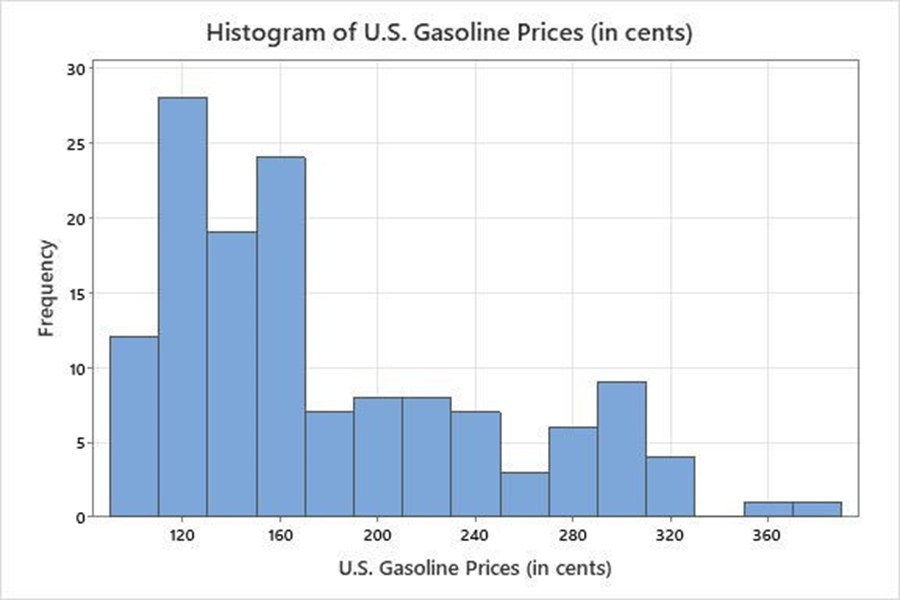 Histogram of U.S. Gasoline Prices (in cents)
30
25
20
15
10
5
0
Frequency
120 160 200 240 280 320 360
U.S. Gasoline Prices (in cents)